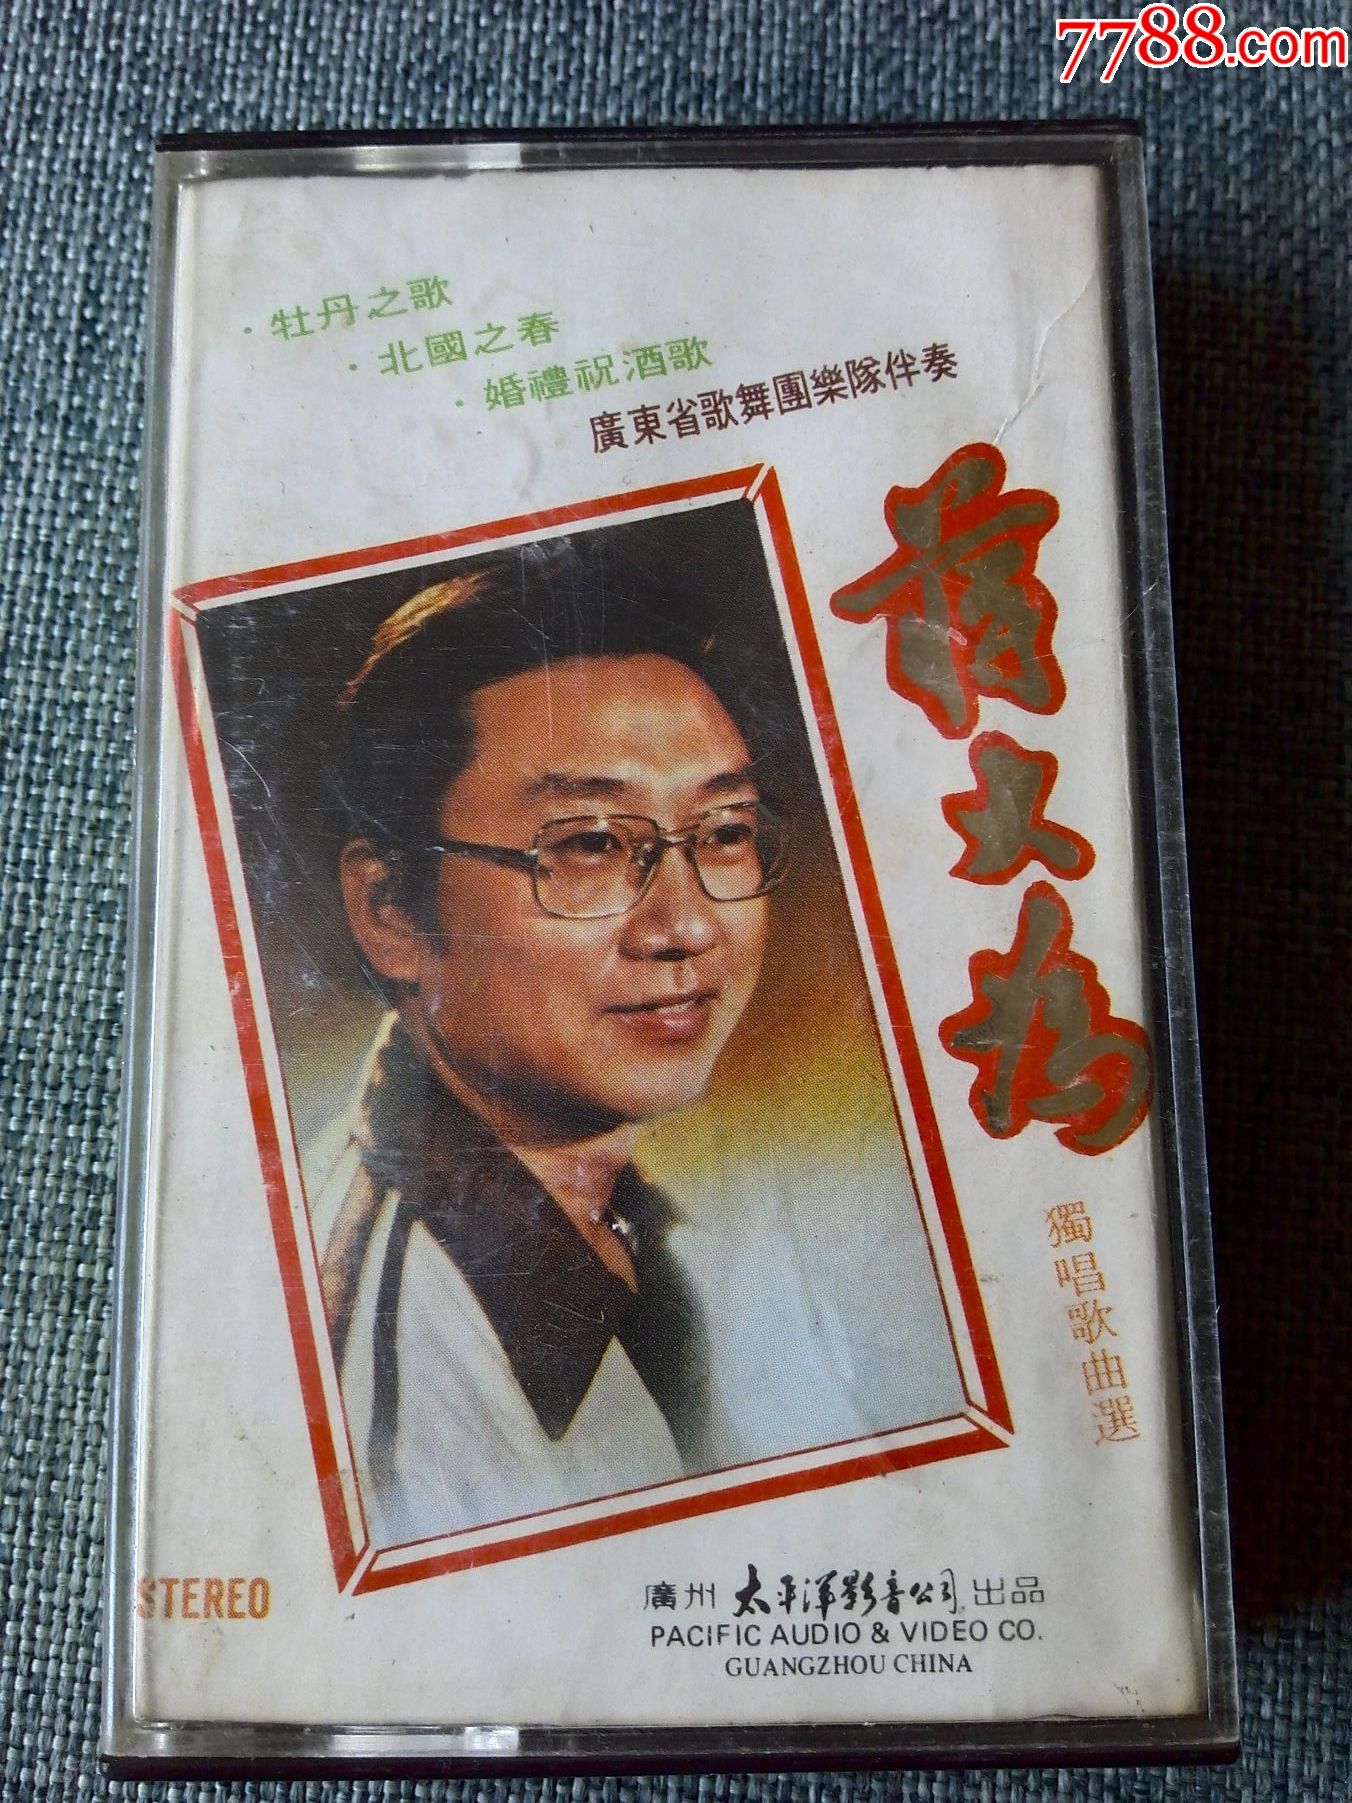 7788.com
·牡丹之歌
·北國之春
·婚禮祝酒歌
廣東省歌舞團樂隊伴奏
蔣大為
獨唱歌曲選
STEREO
廣州 太平洋影音公司 出品
PACIFIC AUDIO & VIDEO CO.
GUANGZHOU CHINA